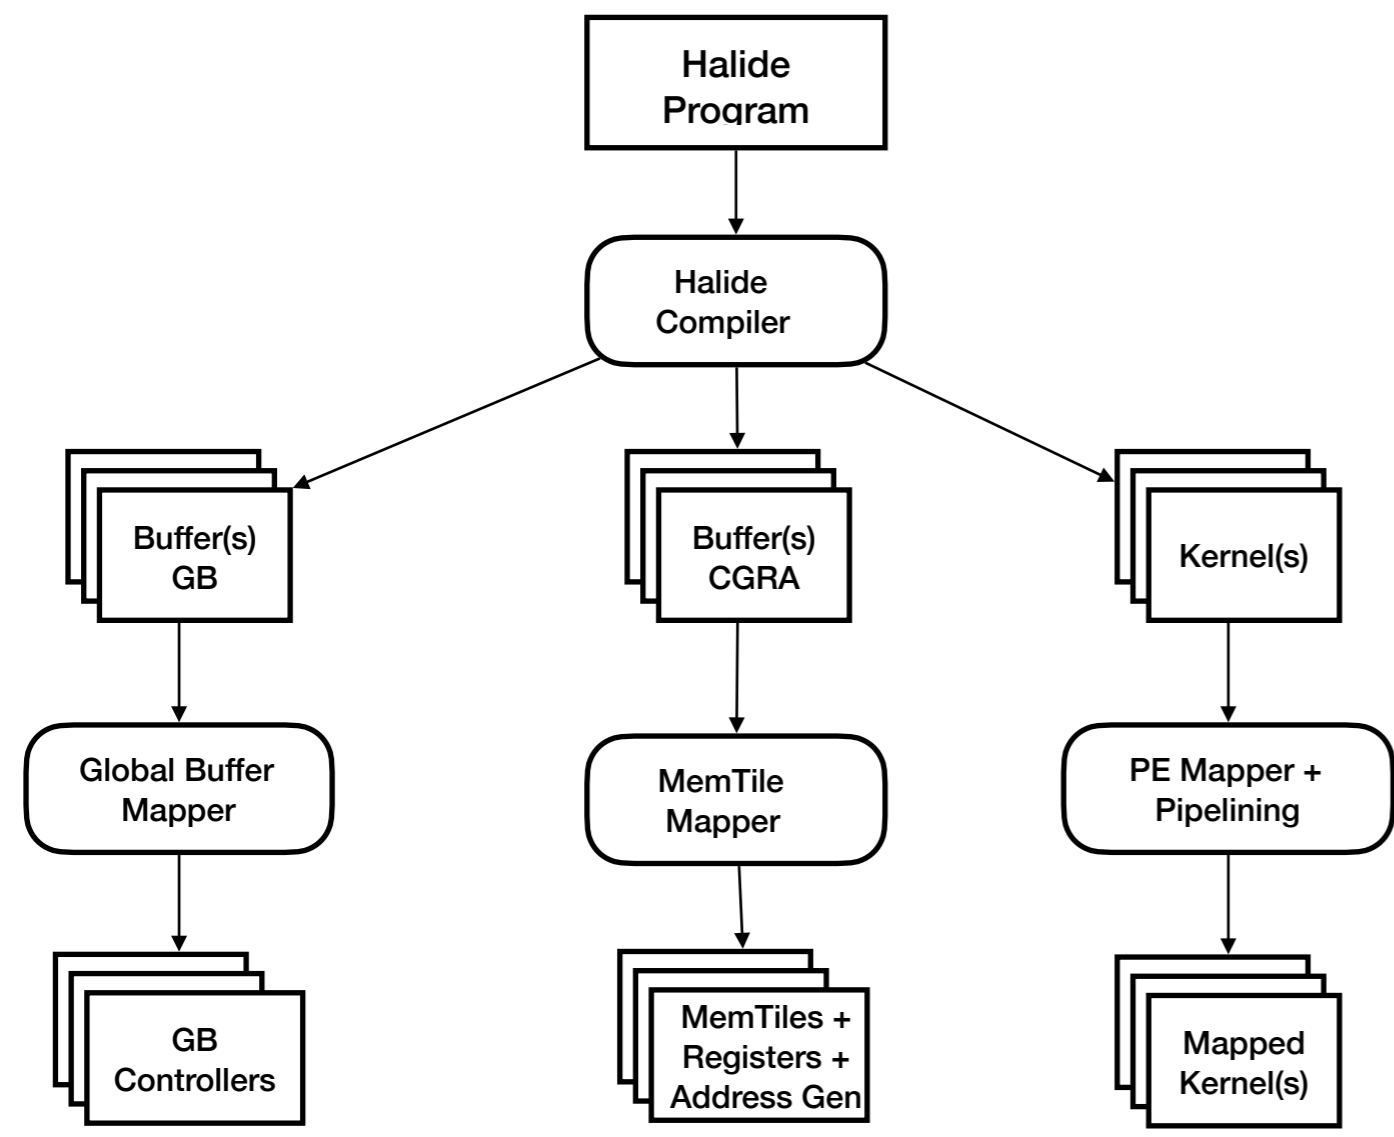 Halide
Program
Halide
Compiler
Buffer(s)
GB
Buffer(s)
CGRA
Kernel(s)
Global Buffer
Mapper
MemTile
Mapper
PE Mapper +
Pipelining
GB
Controllers
MemTiles +
Registers +
Address Gen
Mapped
Kernel(s)